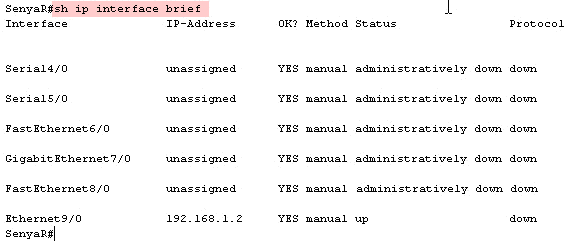 SenyaR#sh ip interface brief
Interface IP-Address OK? Method Status Protocol
Serial4/0 unassigned YES manual administratively down down
Serial5/0 unassigned YES manual administratively down down
FastEthernet6/0 unassigned YES manual administratively down down
GigabitEthernet7/0 unassigned YES manual administratively down down
FastEthernet8/0 unassigned YES manual administratively down down
Ethernet9/0 192.168.1.2 YES manual up down
SenyaR#